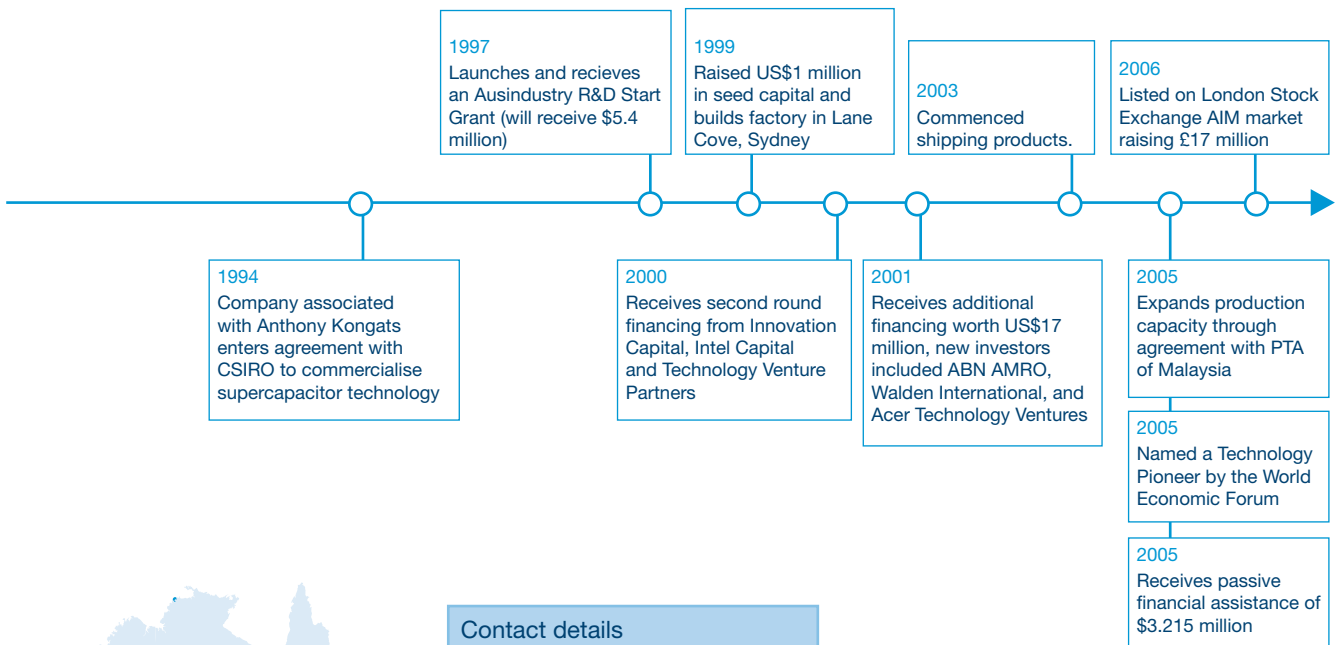 1997
Launches and recieves
an Ausindustry R&D Start
Grant (will receive $5.4
million)
1999
Raised US$1 million
in seed capital and
builds factory in Lane
Cove, Sydney
2003
Commenced
shipping products.
2006
Listed on London Stock
Exchange AIM market
raising £17 million
1994
Company associated
with Anthony Kongats
enters agreement with
CSIRO to commercialise
supercapacitor technology
2000
Receives second round
financing from Innovation
Capital, Intel Capital
and Technology Venture
Partners
2001
Receives additional
financing worth US$17
million, new investors
included ABN AMRO,
Walden International, and
Acer Technology Ventures
2005
Expands production
capacity through
agreement with PTA
of Malaysia
2005
Named a Technology
Pioneer by the World
Economic Forum
2005
Receives passive
financial assistance of
$3.215 million
Contact details